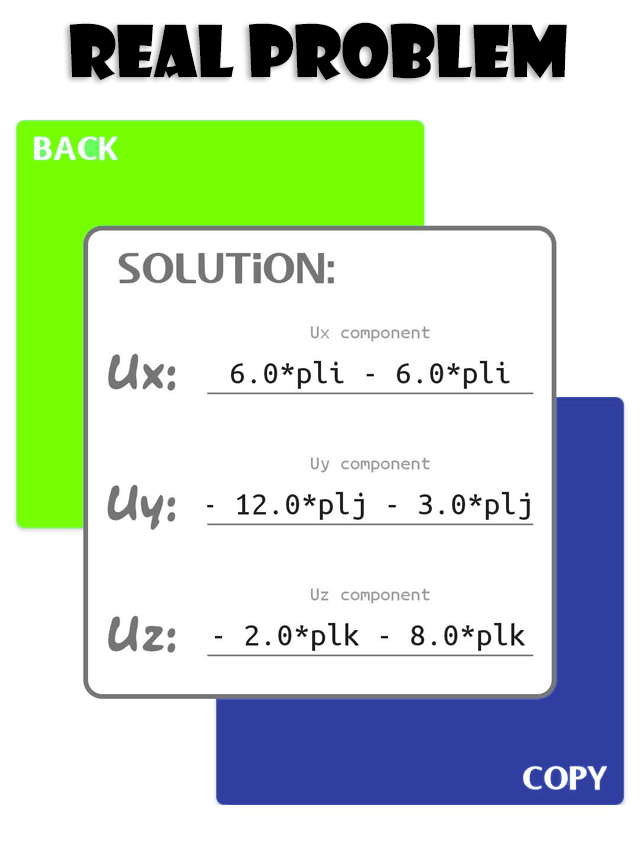 REAL PROBLEM
BACK
SOLUTiON:
Ux component
Ux: 6.0*pli - 6.0*pli
Uy component
Uy: - 12.0*plj - 3.0*plj
Uz component
Uz: - 2.0*plk - 8.0*plk
COPY